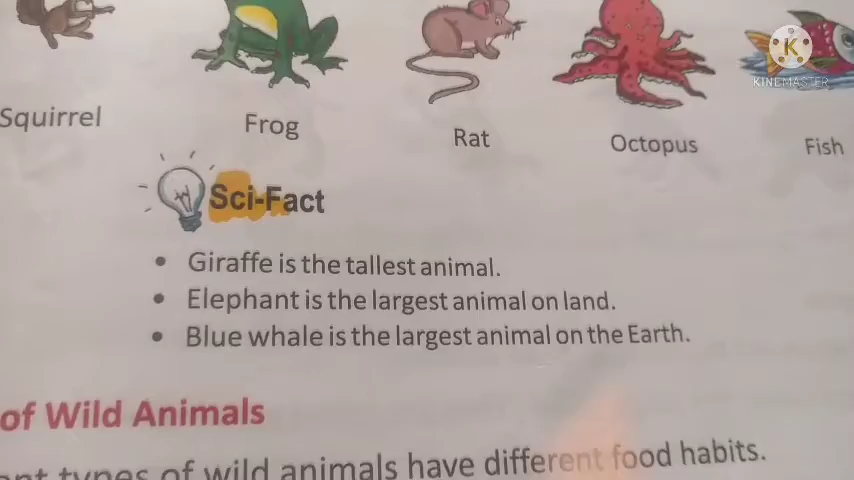 K
KINEMASTER
Squirrel
Frog
Rat
Octopus
Fish
Sci-Fact
• Giraffe is the tallest animal.
• Elephant is the largest animal on land.
• Blue whale is the largest animal on the Earth.
of Wild Animals
types of wild animals have different food habits.